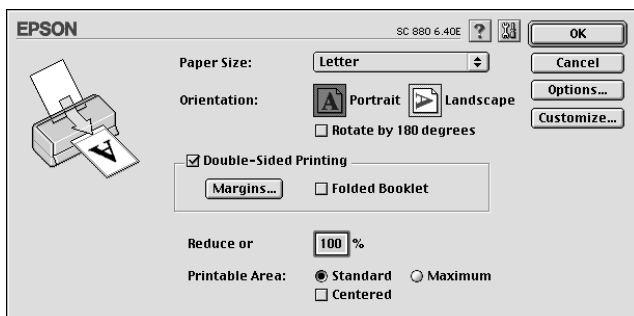 EPSON
SC 880 6.40E ?
OK
Paper Size: Letter
Cancel
Orientation: A Portrait A Landscape
Options...
Rotate by 180 degrees
Customize...
Double-Sided Printing
Margins... Folded Booklet
Reduce or 100 %
Printable Area: Standard Maximum
Centered
A